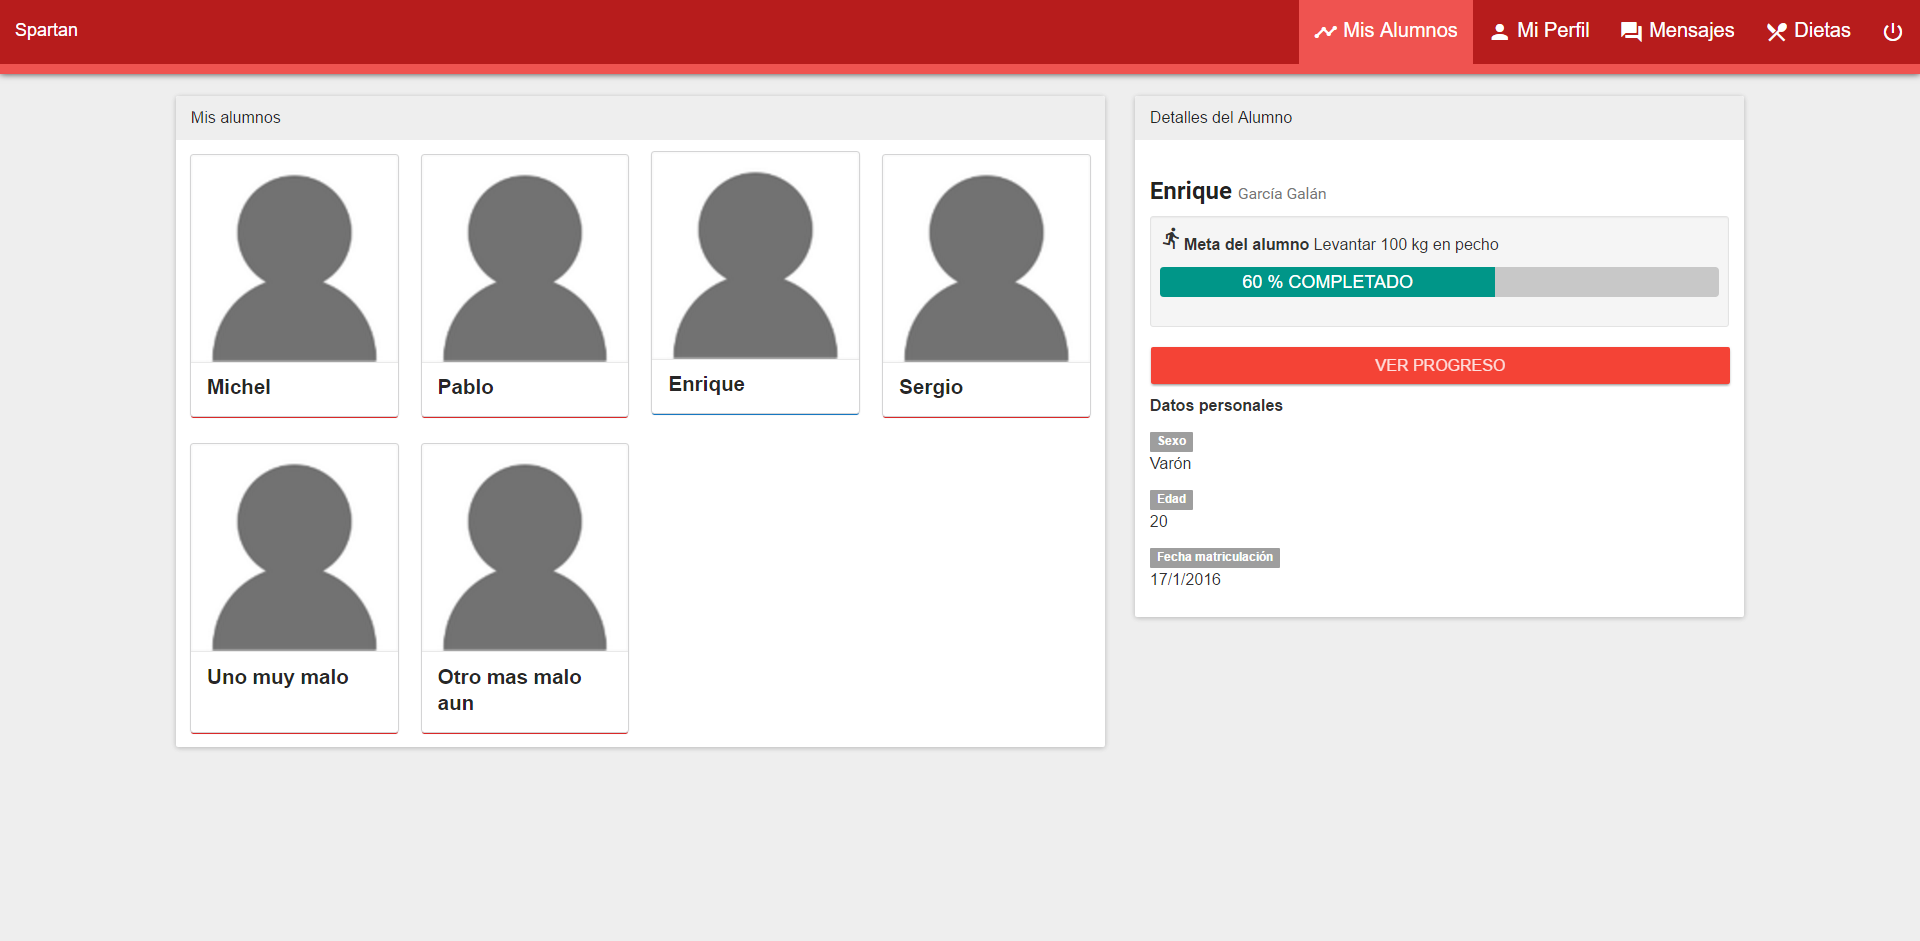 Spartan
Mis Alumnos
Mi Perfil
Mensajes
Dietas
Mis alumnos
Michel
Pablo
Enrique
Sergio
Uno muy malo
Otro mas malo
aun
Detalles del Alumno
Enrique García Galán
Meta del alumno Levantar 100 kg en pecho
60 % COMPLETADO
VER PROGRESO
Datos personales
Sexo
Varón
Edad
20
Fecha matriculación
17/1/2016